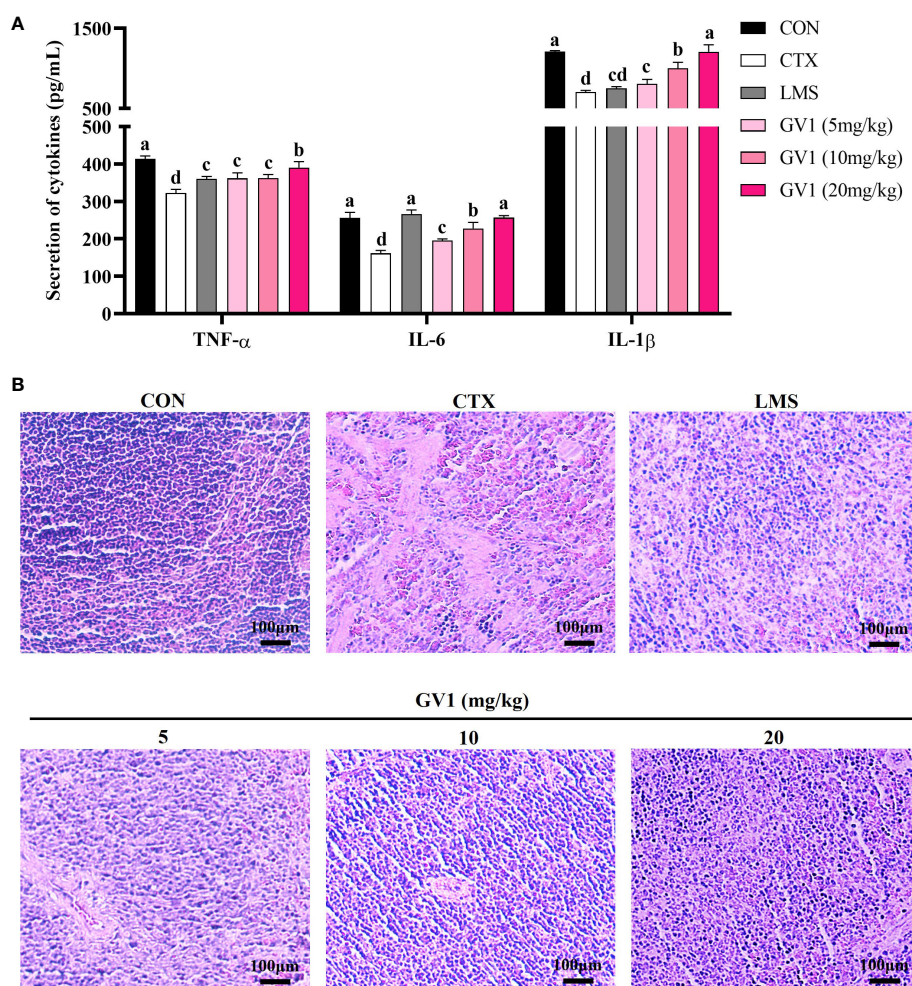 A
Secretion of cytokines (pg/mL)
1500
500
500
400
300
200
100
0
a d c c c b
a d a c b a
a d cd c b a
TNF-α IL-6 IL-1β
CON
CTX
LMS
GV1 (5mg/kg)
GV1 (10mg/kg)
GV1 (20mg/kg)
B
CON CTX LMS
100μm 100μm 100μm
GV1 (mg/kg)
5 10 20
100μm 100μm 100μm